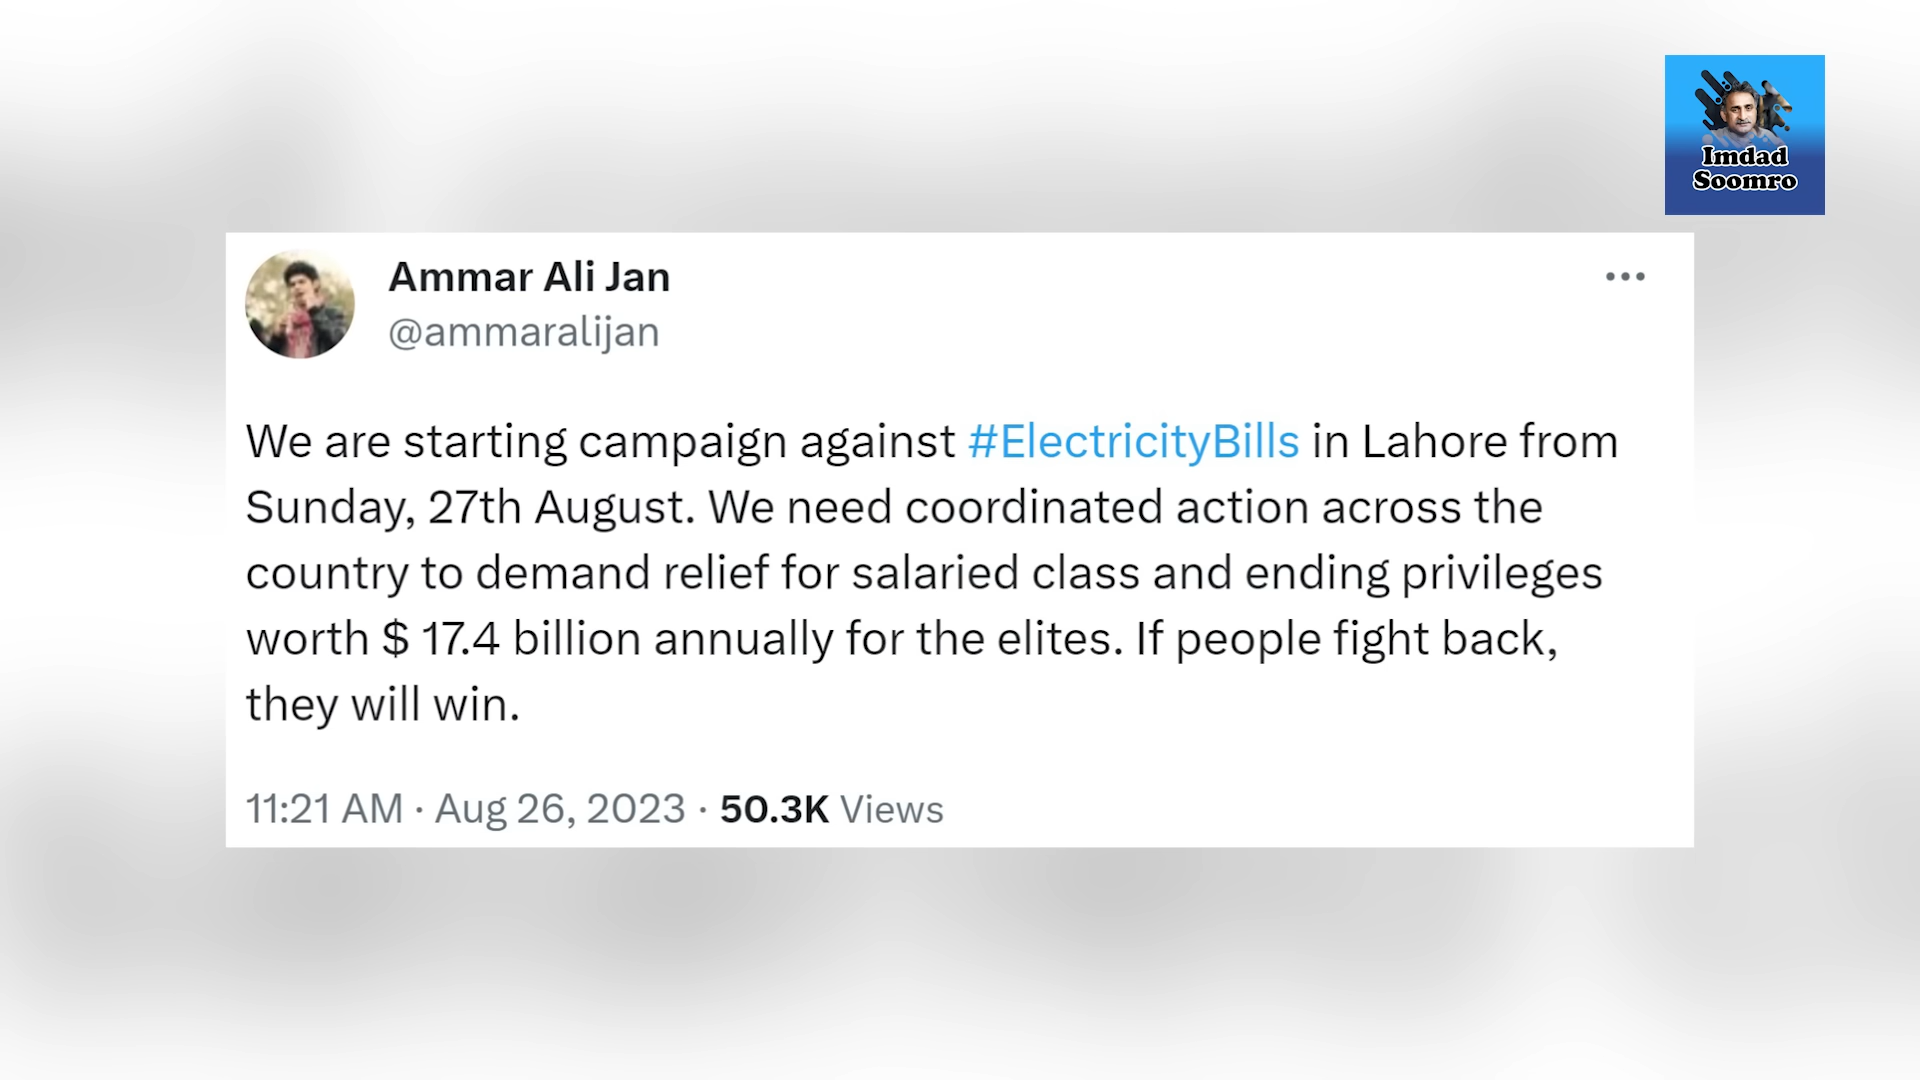 Imdad
Soomro
Ammar Ali Jan
@ammaralijan
We are starting campaign against #ElectricityBills in Lahore from
Sunday, 27th August. We need coordinated action across the
country to demand relief for salaried class and ending privileges
worth $ 17.4 billion annually for the elites. If people fight back,
they will win.
11:21 AM · Aug 26, 2023 · 50.3K Views